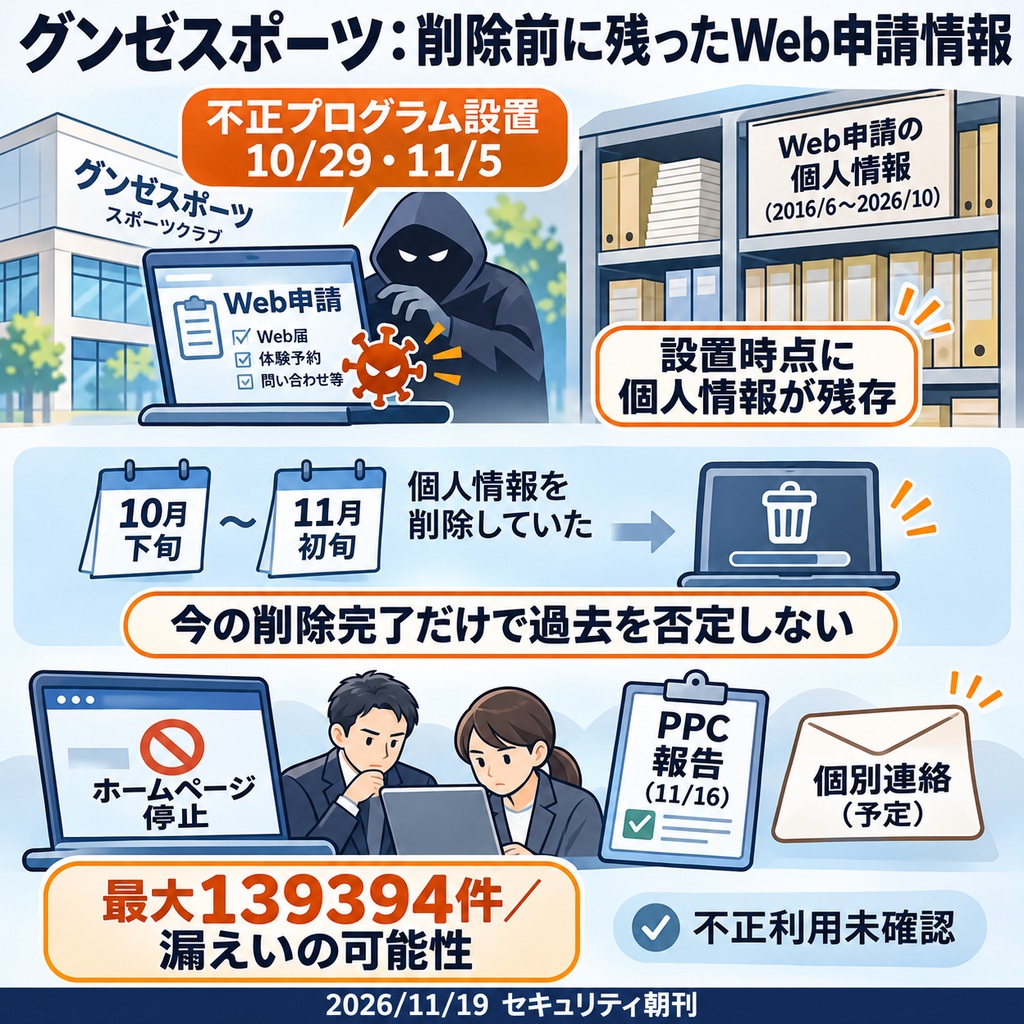 グンゼスポーツ：削除前に残ったWeb申請情報
不正プログラム設置
10/29・11/5
グンゼスポーツ
スポーツクラブ
Web申請
Web届
体験予約
問い合わせ等
Web申請の
個人情報
(2016/6〜2026/10)
設置時点に
個人情報が残存
10月
下旬
〜
11月
初旬
個人情報を
削除していた
今の削除完了だけで過去を否定しない
ホームページ
停止
PPC
報告
(11/16)
個別連絡
(予定)
最大139394件／
漏えいの可能性
不正利用未確認
2026/11/19 セキュリティ朝刊